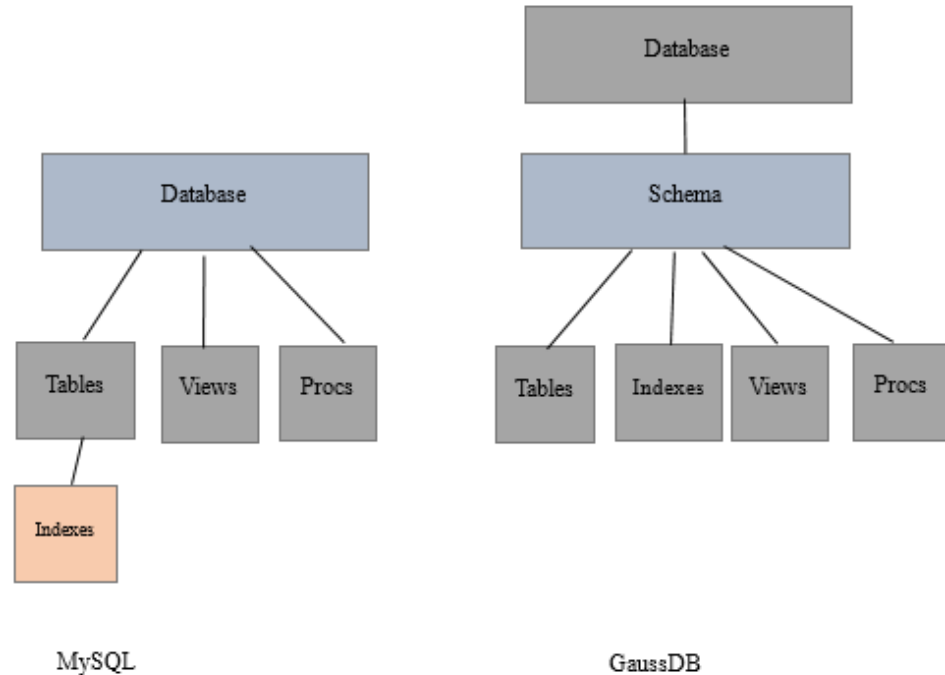 Database
Database
Schema
Tables
Views
Procs
Tables
Indexes
Views
Procs
Indexes
MySQL
GaussDB